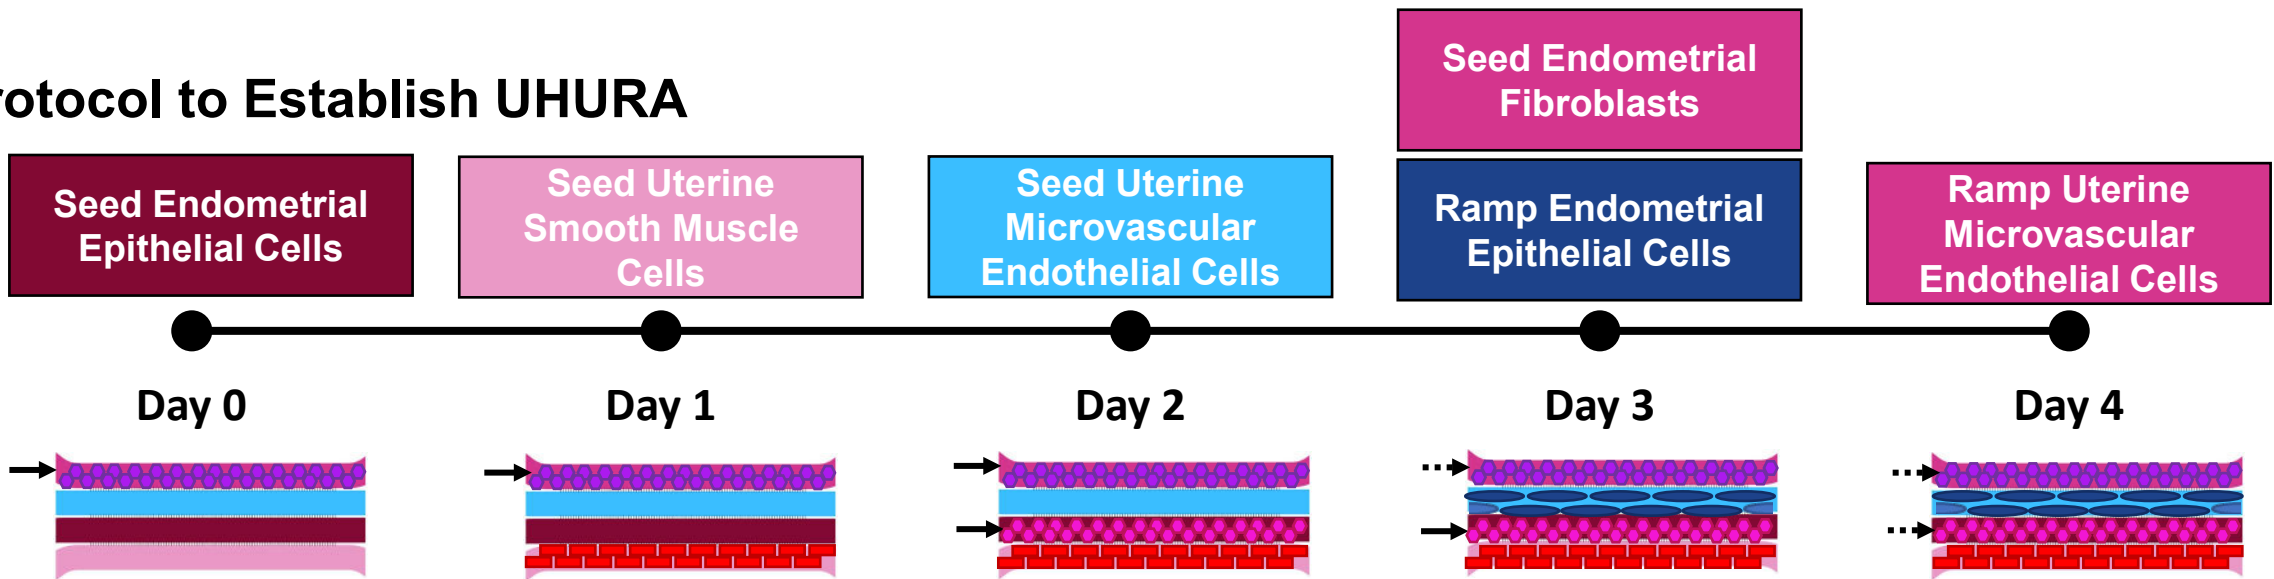 rotocol to Establish UHURA
Seed Endometrial
Epithelial Cells
Seed Uterine
Smooth Muscle
Cells
Seed Uterine
Microvascular
Endothelial Cells
Seed Endometrial
Fibroblasts
Ramp Endometrial
Epithelial Cells
Ramp Uterine
Microvascular
Endothelial Cells
Day 0
Day 1
Day 2
Day 3
Day 4